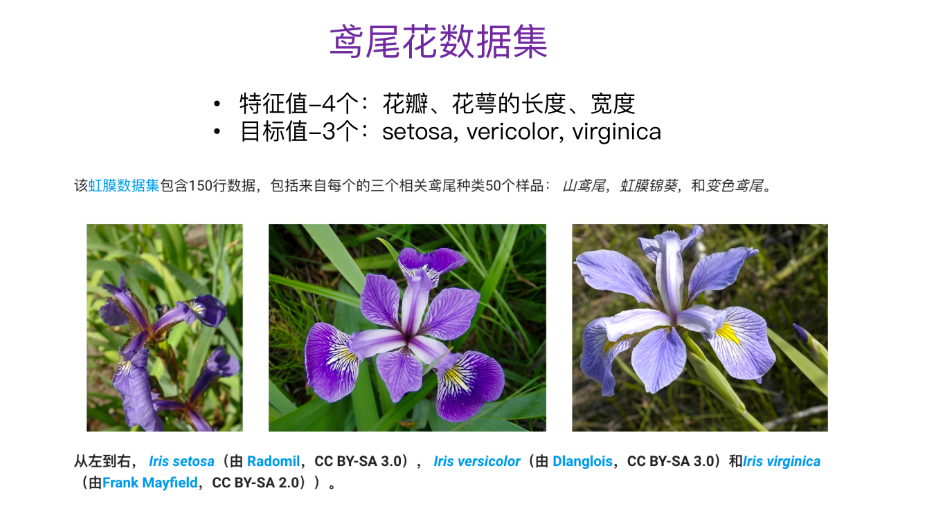 鸢尾花数据集
• 特征值–4个：花瓣、花萼的长度、宽度
• 目标值–3个：setosa, vericolor, virginica
该虹膜数据集包含150行数据，包括来自每个的三个相关鸢尾种类50个样品： 山鸢尾，虹膜锦葵，和变色鸢尾。
从左到右， Iris setosa（由 Radomil，CC BY-SA 3.0）， Iris versicolor（由 Dlanglois，CC BY-SA 3.0）和Iris virginica
（由Frank Mayfield，CC BY-SA 2.0））。